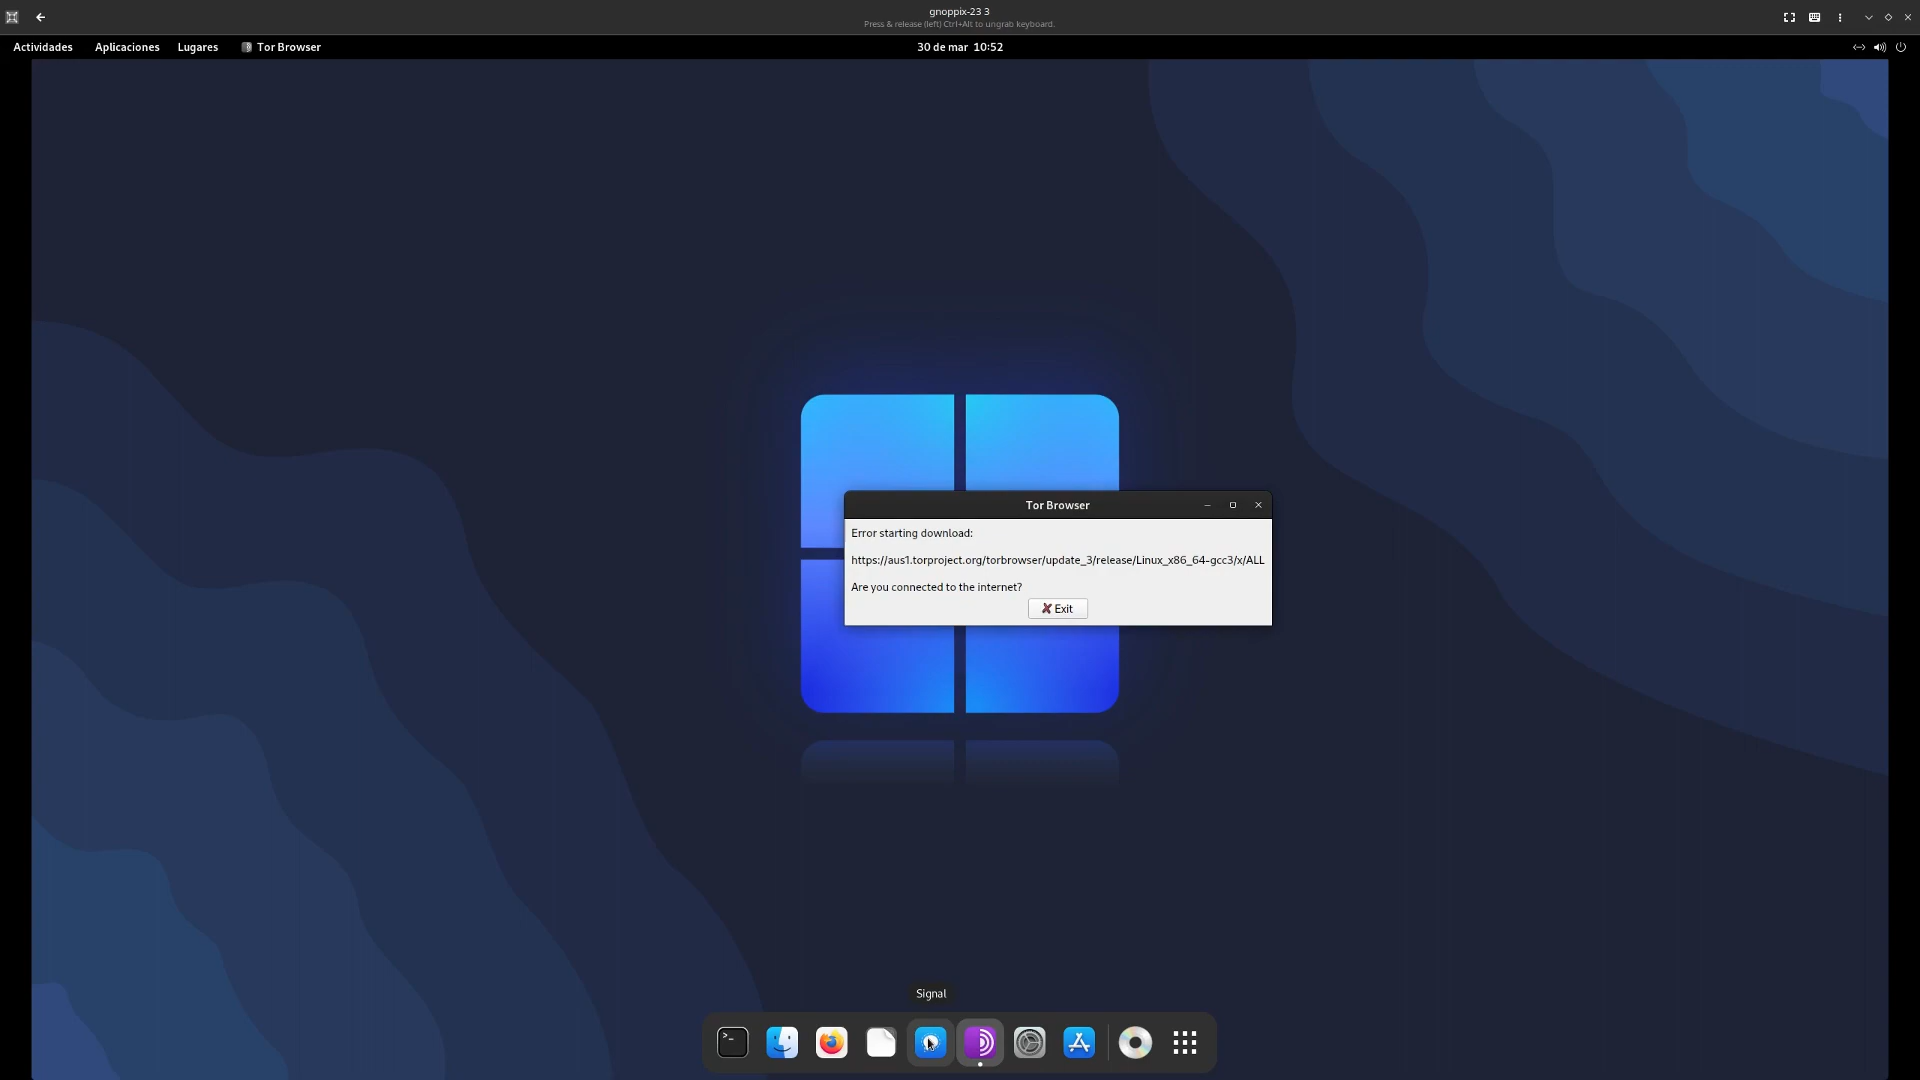 gnoppix-23 3
Press & release (left) Ctrl+Alt to ungrab keyboard.
Actividades Aplicaciones Lugares Tor Browser 30 de mar 10:52
Tor Browser
Error starting download:
https://aus1.torproject.org/torbrowser/update_3/release/Linux_x86_64-gcc3/x/ALL
Are you connected to the internet?
Exit
Signal